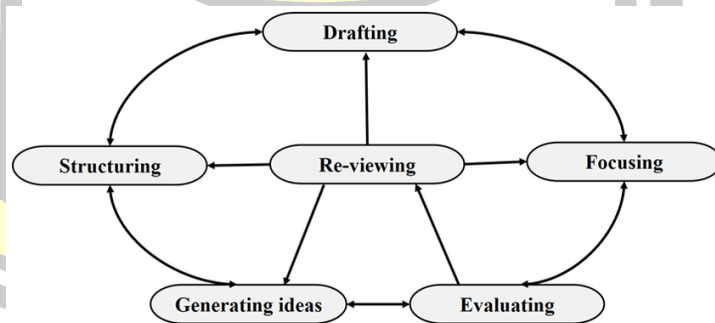 Drafting
Structuring
Re-viewing
Focusing
Generating ideas
Evaluating